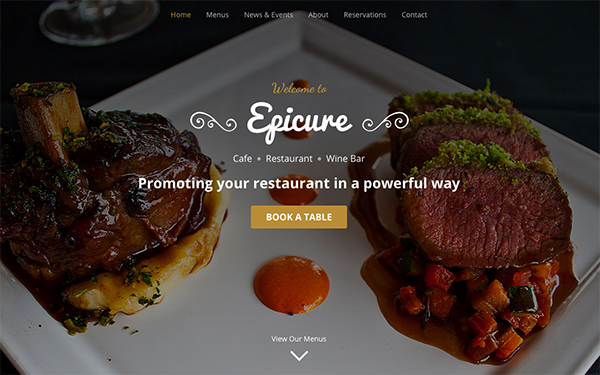 Home Menus News & Events About Reservations Contact
Welcome to
Epicure
Cafe • Restaurant • Wine Bar
Promoting your restaurant in a powerful way
BOOK A TABLE
View Our Menus